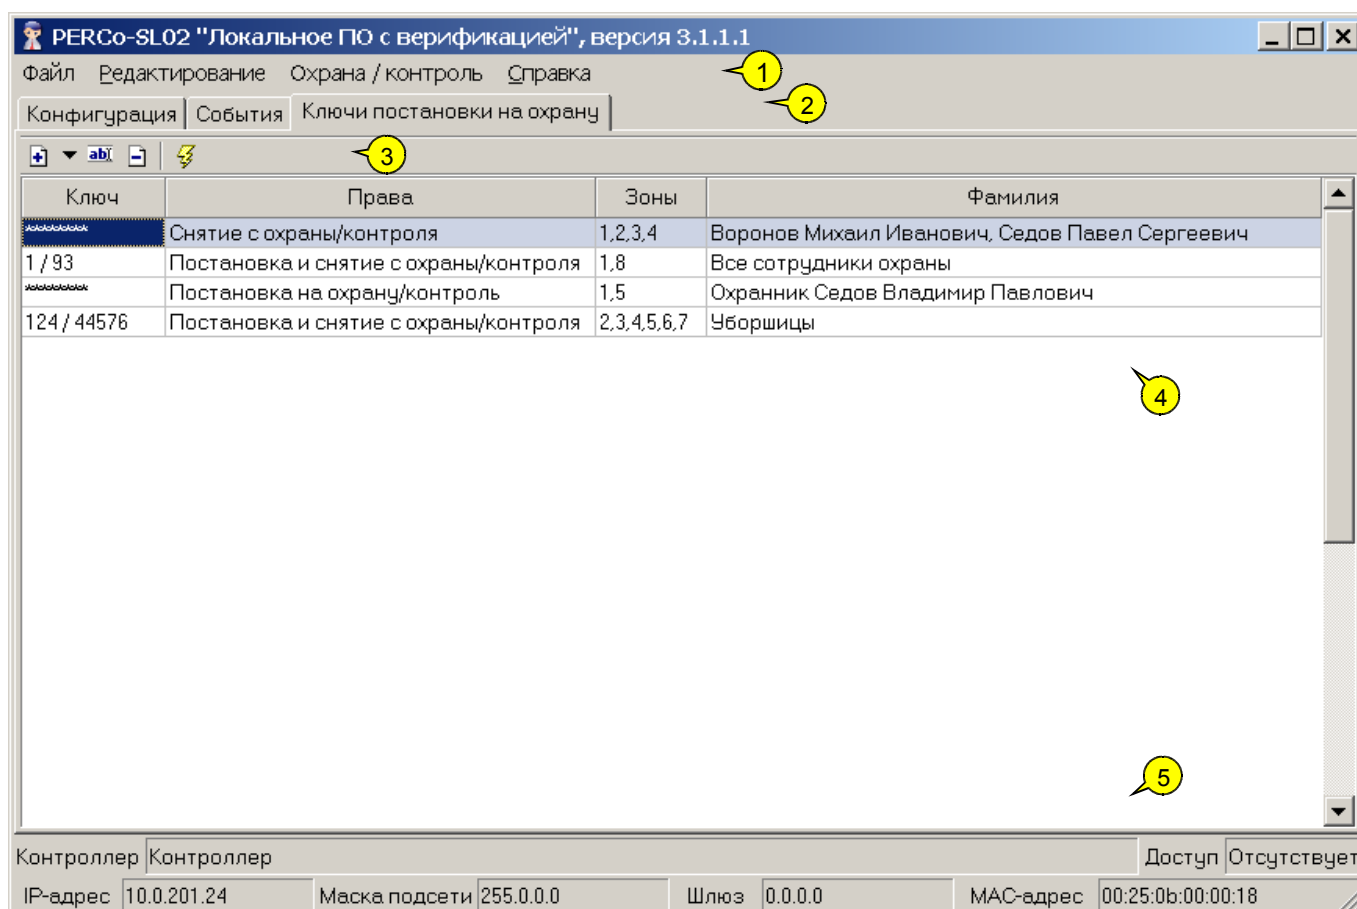 PERCo-SL02 "Локальное ПО с верификацией", версия 3.1.1.1
Файл Редактирование Охрана / контроль Справка 1
Конфигурация События Ключи постановки на охрану 2
abI 3
Ключ Права Зоны Фамилия
********** Снятие с охраны/контроля 1,2,3,4 Воронов Михаил Иванович, Седов Павел Сергеевич
1 / 93 Постановка и снятие с охраны/контроля 1,8 Все сотрудники охраны
********** Постановка на охрану/контроль 1,5 Охранник Седов Владимир Павлович
124 / 44576 Постановка и снятие с охраны/контроля 2,3,4,5,6,7 Уборшицы
4
5
Контроллер Контроллер Доступ Отсутствует
IP-адрес 10.0.201.24 Маска подсети 255.0.0.0 Шлюз 0.0.0.0 MAC-адрес 00:25:0b:00:00:18